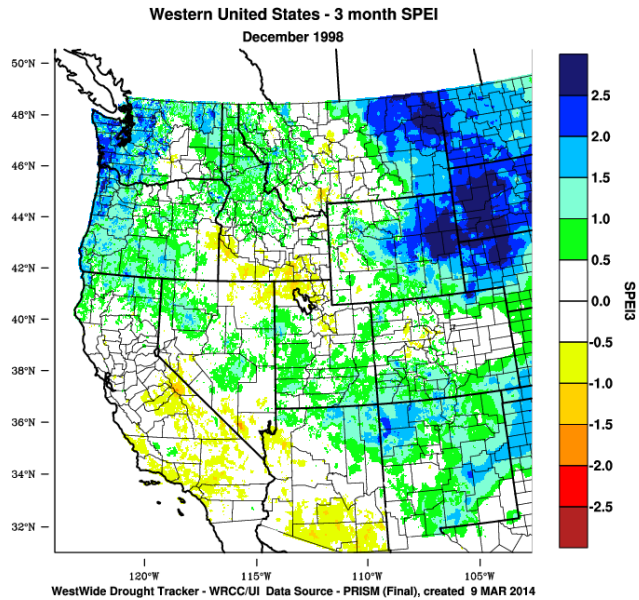 Western United States - 3 month SPEI
December 1998
50°N
48°N
46°N
44°N
42°N
40°N
38°N
36°N
34°N
32°N
120°W
115°W
110°W
105°W
2.5
2.0
1.5
1.0
0.5
0.0
-0.5
-1.0
-1.5
-2.0
-2.5
SPEI3
WestWide Drought Tracker - WRCC/UI Data Source - PRISM (Final), created 9 MAR 2014